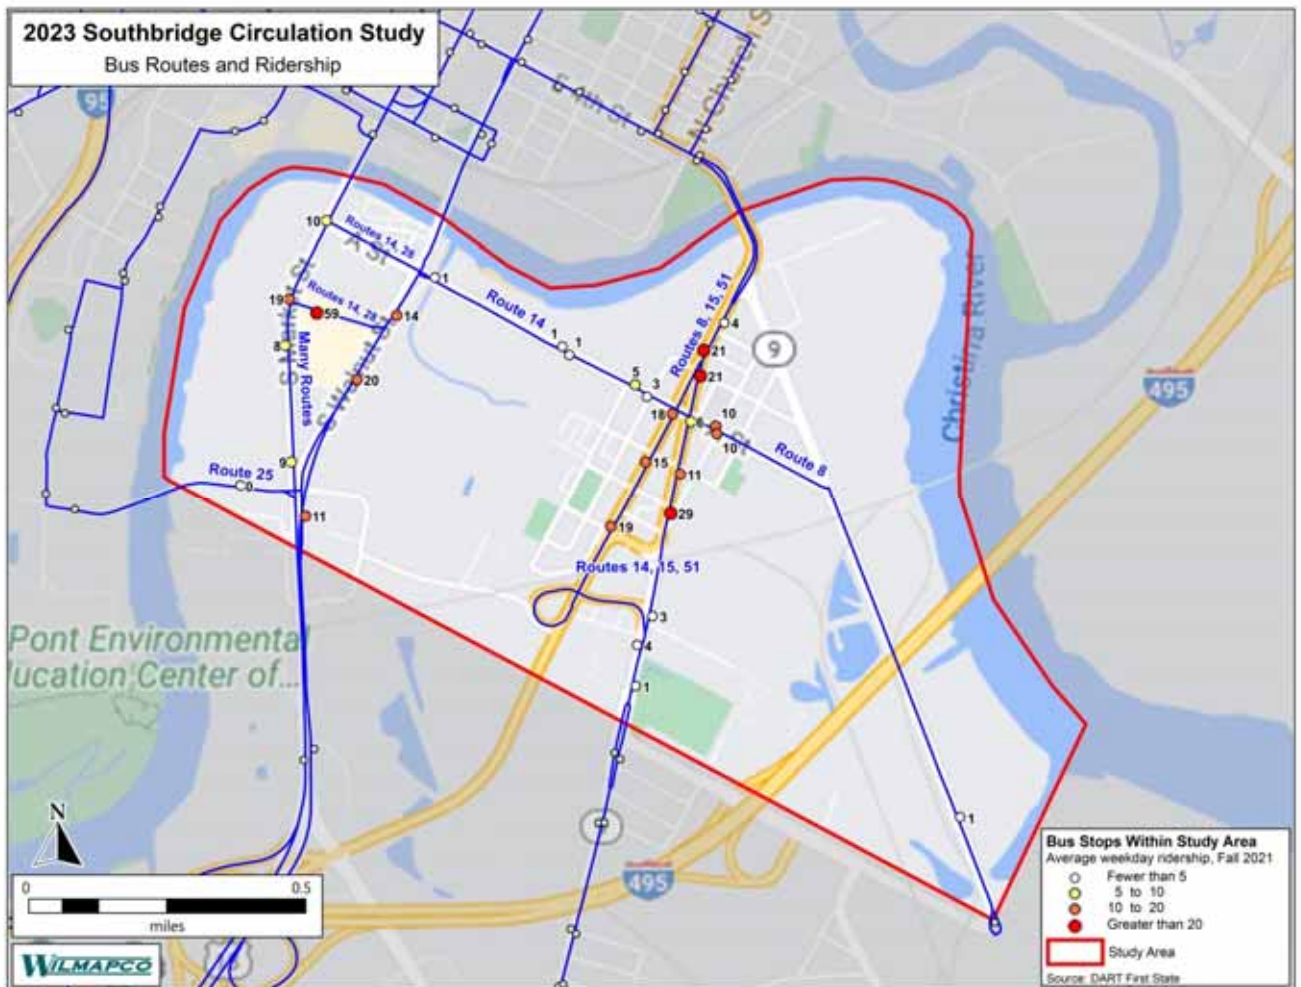 2023 Southbridge Circulation Study
Bus Routes and Ridership
95
E 4th St
N Church S
10
Routes 14, 28
A St
1
Routes 14, 28
19
59
14
8
Many Routes
20
S Walnut S
Route 14
1
1
5
3
Routes 8, 15, 51
4
9
21
21
18
10
10
15
11
Route 8
Christina River
495
9
Route 25
0
11
19
29
Routes 14, 15, 51
3
4
1
Pont Environmental
lucation Center of...
1
N
0
0.5
miles
WILMAPCO
495
Bus Stops Within Study Area
Average weekday ridership, Fall 2021
Fewer than 5
5 to 10
10 to 20
Greater than 20
Study Area
Source: DART First State